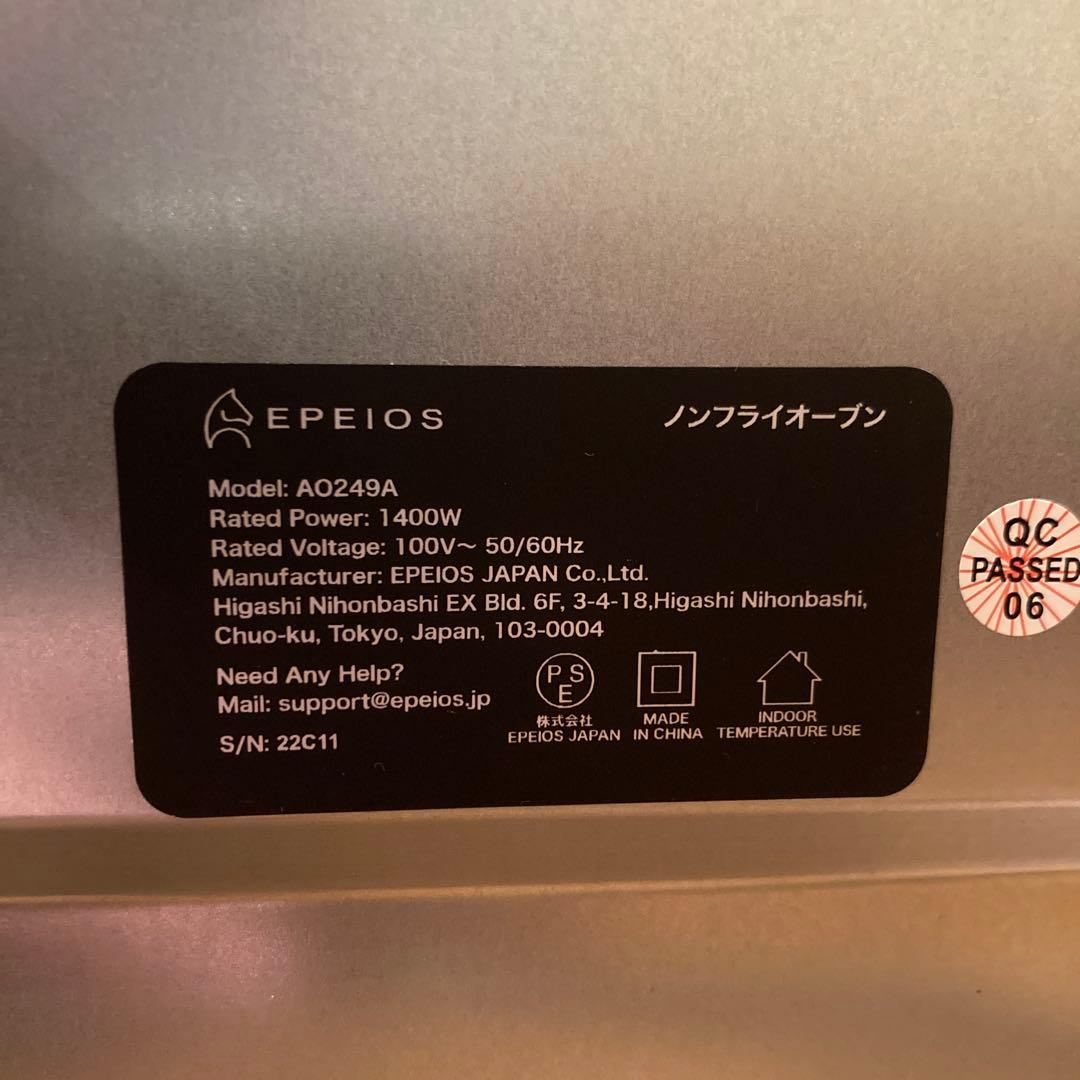 EPEIOS
ノンフライオーブン
Model: AO249A
Rated Power: 1400W
Rated Voltage: 100V～ 50/60Hz
Manufacturer: EPEIOS JAPAN Co.,Ltd.
Higashi Nihonbashi EX Bld. 6F, 3-4-18,Higashi Nihonbashi,
Chuo-ku, Tokyo, Japan, 103-0004
Need Any Help?
Mail: support@epeios.jp
S/N: 22C11
PS
E
株式会社
EPEIOS JAPAN
MADE
IN CHINA
INDOOR
TEMPERATURE USE
QC
PASSED
06